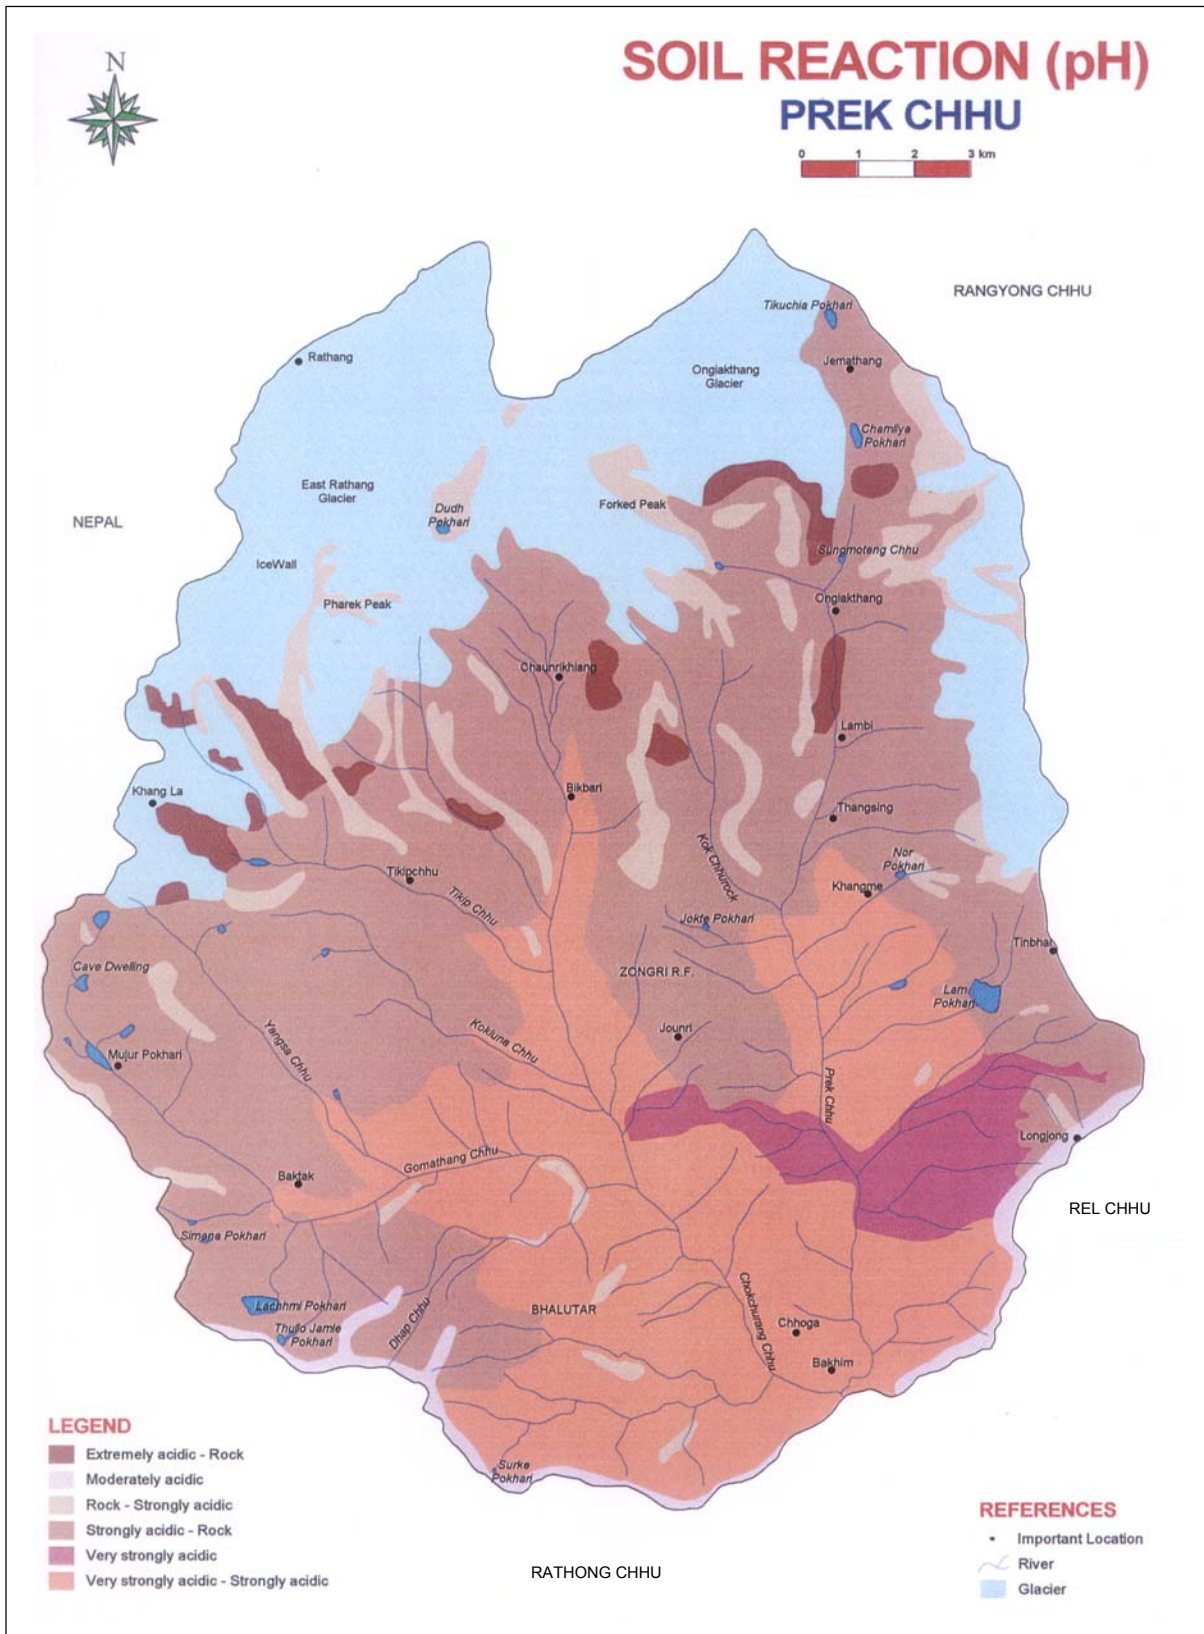 N
SOIL REACTION (pH)
PREK CHHU
0 1 2 3 km
RANGYONG CHHU
Tikuchia Pokhari
Rathang
Jemathang
Onglakthang
Glacier
Chamliya
Pokhari
East Rathang
Glacier
Forked Peak
Dudh
Pokhari
NEPAL
Sungmoteng Chhu
IceWall
Pharek Peak
Onglakthang
Chaunrikhiang
Lambi
Khang La
Bikbari
Thangsing
Kok Chhurock
Nor
Pokhari
Tikipchhu
Tikip Chhu
Khangme
Jokte Pokhari
Tinbhar
Cave Dwelling
ZONGRI R.F.
Lam
Pokhari
Yangsa Chhu
Kokluna Chhu
Jounri
Mujur Pokhari
Prek Chhu
Longjong
Gomathang Chhu
Baktak
REL CHHU
Simana Pokhari
Lachhmi Pokhari
Dhap Chhu
BHALUTAR
Chokchurang Chhu
Chhoga
Thulo Jamle
Pokhari
Bakhim
Surke
Pokhari
LEGEND
Extremely acidic - Rock
Moderately acidic
Rock - Strongly acidic
Strongly acidic - Rock
Very strongly acidic
Very strongly acidic - Strongly acidic
REFERENCES
Important Location
River
Glacier
RATHONG CHHU